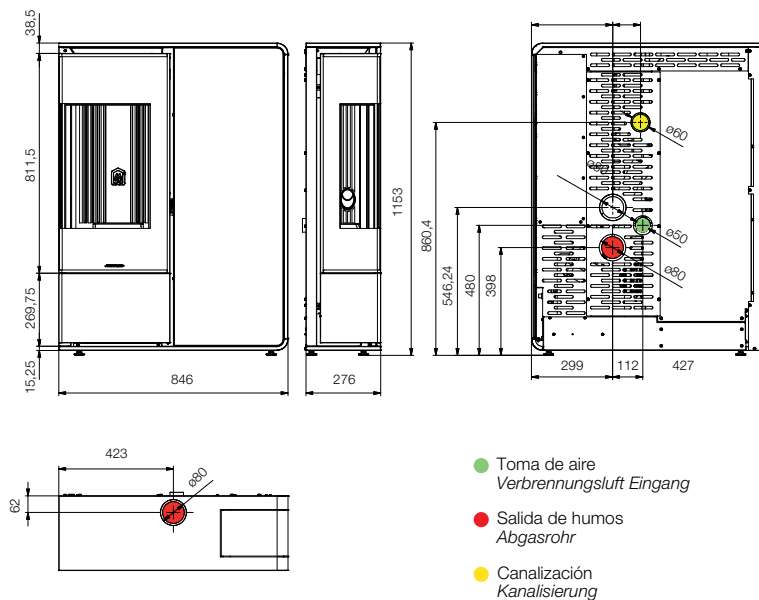 38,5
811,5
269,75
15,25
846
276
1153
860,4
546,24
480
398
ø60
ø50
ø80
299
112
427
423
62
ø80
Toma de aire
Verbrennungsluft Eingang
Salida de humos
Abgasrohr
Canalización
Kanalisierung